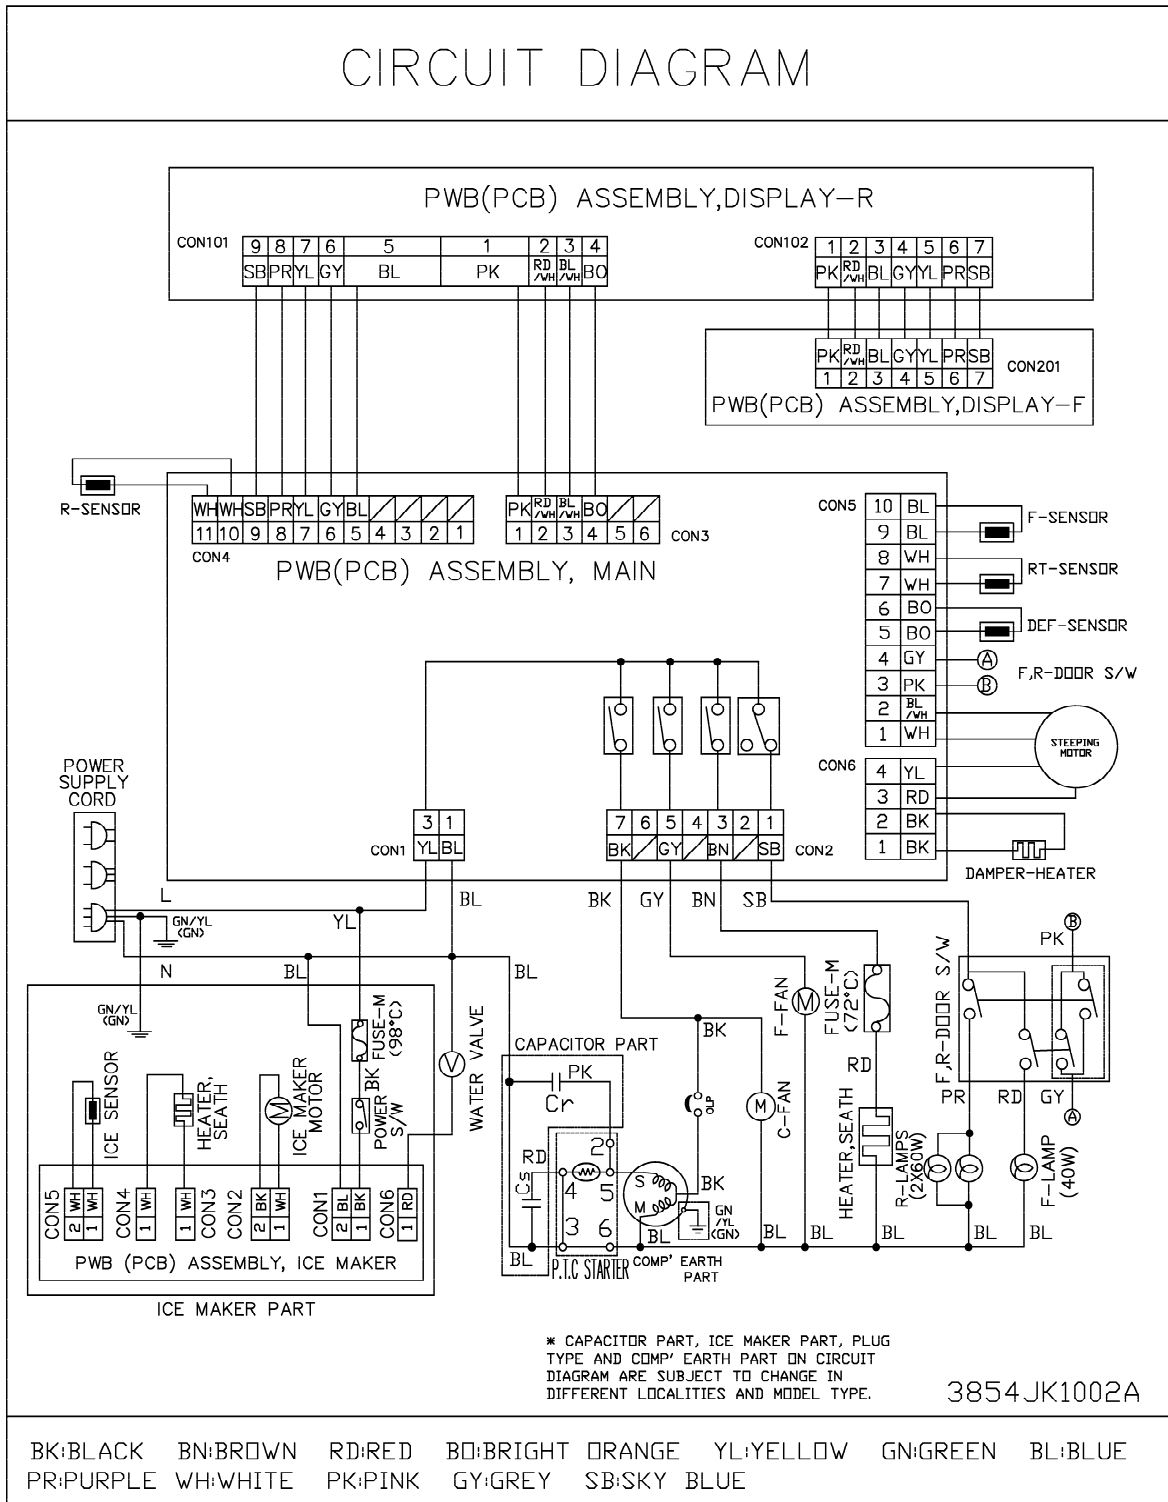 CIRCUIT DIAGRAM
PWB(PCB) ASSEMBLY,DISPLAY-R
CON101
9 8 7 6 5 1 2 3 4
SB PR YL GY BL PK RD/WH BL/WH BO
CON102
1 2 3 4 5 6 7
PK RD/WH BL GY YL PR SB
PK RD/WH BL GY YL PR SB
1 2 3 4 5 6 7
CON201
PWB(PCB) ASSEMBLY,DISPLAY-F
R-SENSOR
WH WH SB PR YL GY BL
11 10 9 8 7 6 5 4 3 2 1
CON4
PK RD/WH BL/WH BO
1 2 3 4 5 6
CON3
PWB(PCB) ASSEMBLY, MAIN
CON5
10 BL
9 BL
8 WH
7 WH
6 BO
5 BO
4 GY
3 PK
2 BL/WH
1 WH
F-SENSOR
RT-SENSOR
DEF-SENSOR
A
B
F,R-DOOR S/W
STEEPING
MOTOR
CON6
4 YL
3 RD
2 BK
1 BK
DAMPER-HEATER
POWER
SUPPLY
CORD
3 1
CON1 YL BL
7 6 5 4 3 2 1
BK GY BN SB CON2
L
GN/YL
(GN)
YL
BL
BK GY BN SB
N
BL
BL
GN/YL
(GN)
FUSE-M
(98°C)
BK
POWER
S/W
WATER VALVE
V
ICE SENSOR
HEATER,
SEATH
M
ICE MAKER
MOTOR
CON5
2 WH
1 WH
CON4
1 WH
1 WH
CON3
CON2
2 BK
1 WH
CON1
2 BL
1 BK
CON6
1 RD
PWB (PCB) ASSEMBLY, ICE MAKER
ICE MAKER PART
CAPACITOR PART
PK
Cr
RD
Cs
2
4 5
3 6
BL
P.T.C STARTER
S
M
BK
OLP
BK
GN
/YL
(GN)
BL
COMP' EARTH
PART
M
C-FAN
BL
M
F-FAN
BL
FUSE-M
(72°C)
RD
HEATER,SEATH
BL
F,R-DOOR S/W
B
PK
PR RD GY
A
R-LAMPS
(2X60W)
BL
F-LAMP
(40W)
BL
* CAPACITOR PART, ICE MAKER PART, PLUG
TYPE AND COMP' EARTH PART ON CIRCUIT
DIAGRAM ARE SUBJECT TO CHANGE IN
DIFFERENT LOCALITIES AND MODEL TYPE.
3854JK1002A
BK:BLACK BN:BROWN RD:RED BO:BRIGHT ORANGE YL:YELLOW GN:GREEN BL:BLUE
PR:PURPLE WH:WHITE PK:PINK GY:GREY SB:SKY BLUE